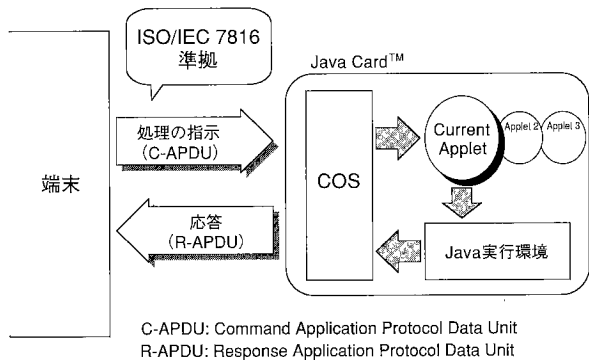 ISO/IEC 7816
準拠
Java Card™
処理の指示
(C-APDU)
端末
COS
Current
Applet
Applet 2
Applet 3
応答
(R-APDU)
Java実行環境
C-APDU: Command Application Protocol Data Unit
R-APDU: Response Application Protocol Data Unit